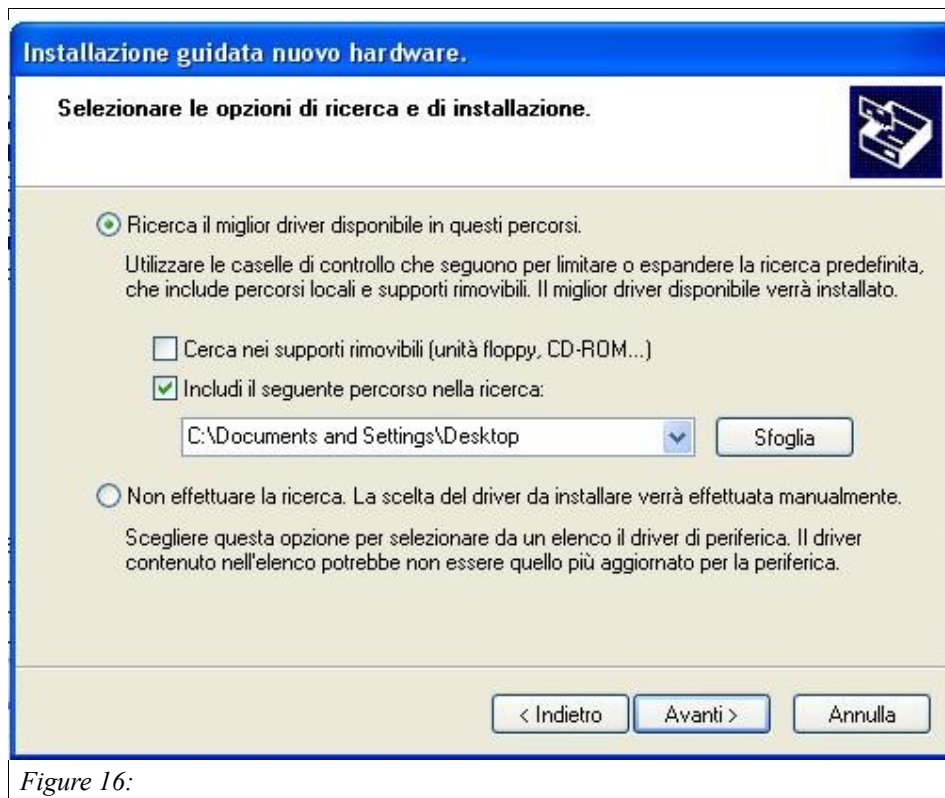 Installazione guidata nuovo hardware.
Selezionare le opzioni di ricerca e di installazione.
Ricerca il miglior driver disponibile in questi percorsi.
Utilizzare le caselle di controllo che seguono per limitare o espandere la ricerca predefinita,
che include percorsi locali e supporti rimovibili. Il miglior driver disponibile verrà installato.
Cerca nei supporti rimovibili (unità floppy, CD-ROM...)
Includi il seguente percorso nella ricerca:
C:\Documents and Settings\Desktop Sfoglia
Non effettuare la ricerca. La scelta del driver da installare verrà effettuata manualmente.
Scegliere questa opzione per selezionare da un elenco il driver di periferica. Il driver
contenuto nell'elenco potrebbe non essere quello più aggiornato per la periferica.
< Indietro Avanti > Annulla
Figure 16: